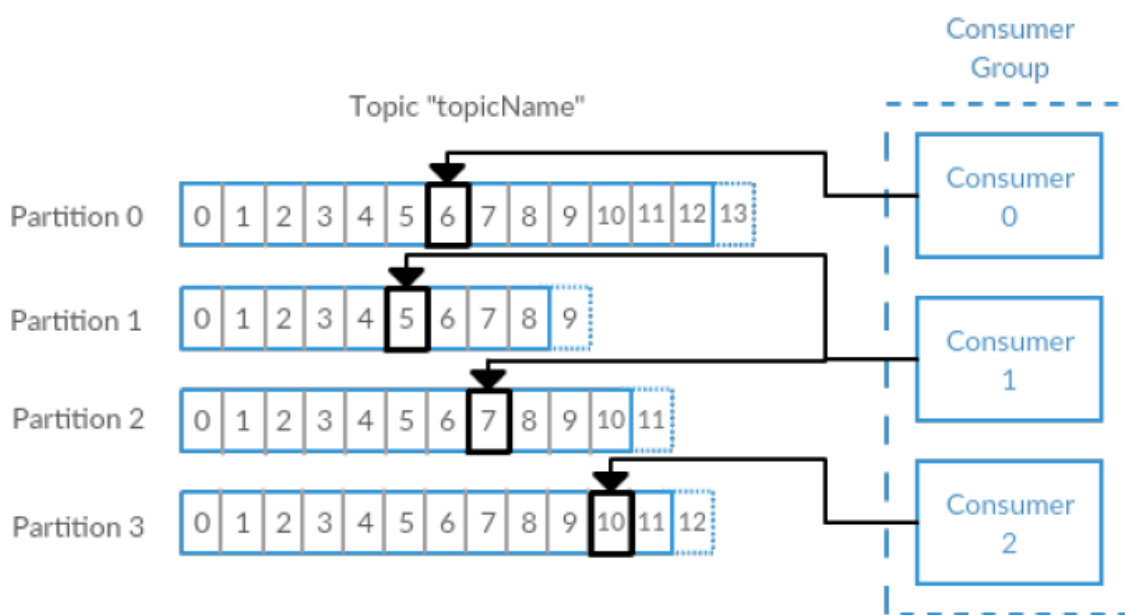 Consumer
Group
Topic "topicName"
Partition 0
0 1 2 3 4 5 6 7 8 9 10 11 12 13
Consumer
0
Partition 1
0 1 2 3 4 5 6 7 8 9
Consumer
1
Partition 2
0 1 2 3 4 5 6 7 8 9 10 11
Partition 3
0 1 2 3 4 5 6 7 8 9 10 11 12
Consumer
2